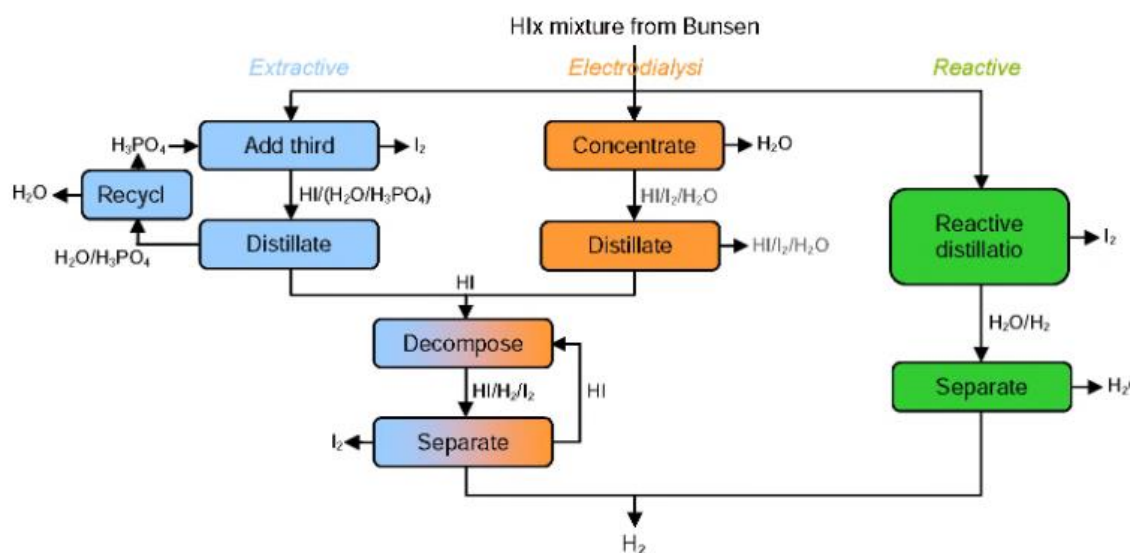 HIx mixture from Bunsen
Extractive
Electrodialysi
Reactive
H₃PO₄
Add third
I₂
Concentrate
H₂O
H₂O
Recycl
HI/(H₂O/H₃PO₄)
HI/I₂/H₂O
Reactive
distillatio
I₂
H₂O/H₃PO₄
Distillate
Distillate
HI/I₂/H₂O
HI
H₂O/H₂
Decompose
HI/H₂/I₂
HI
Separate
H₂
I₂
Separate
H₂